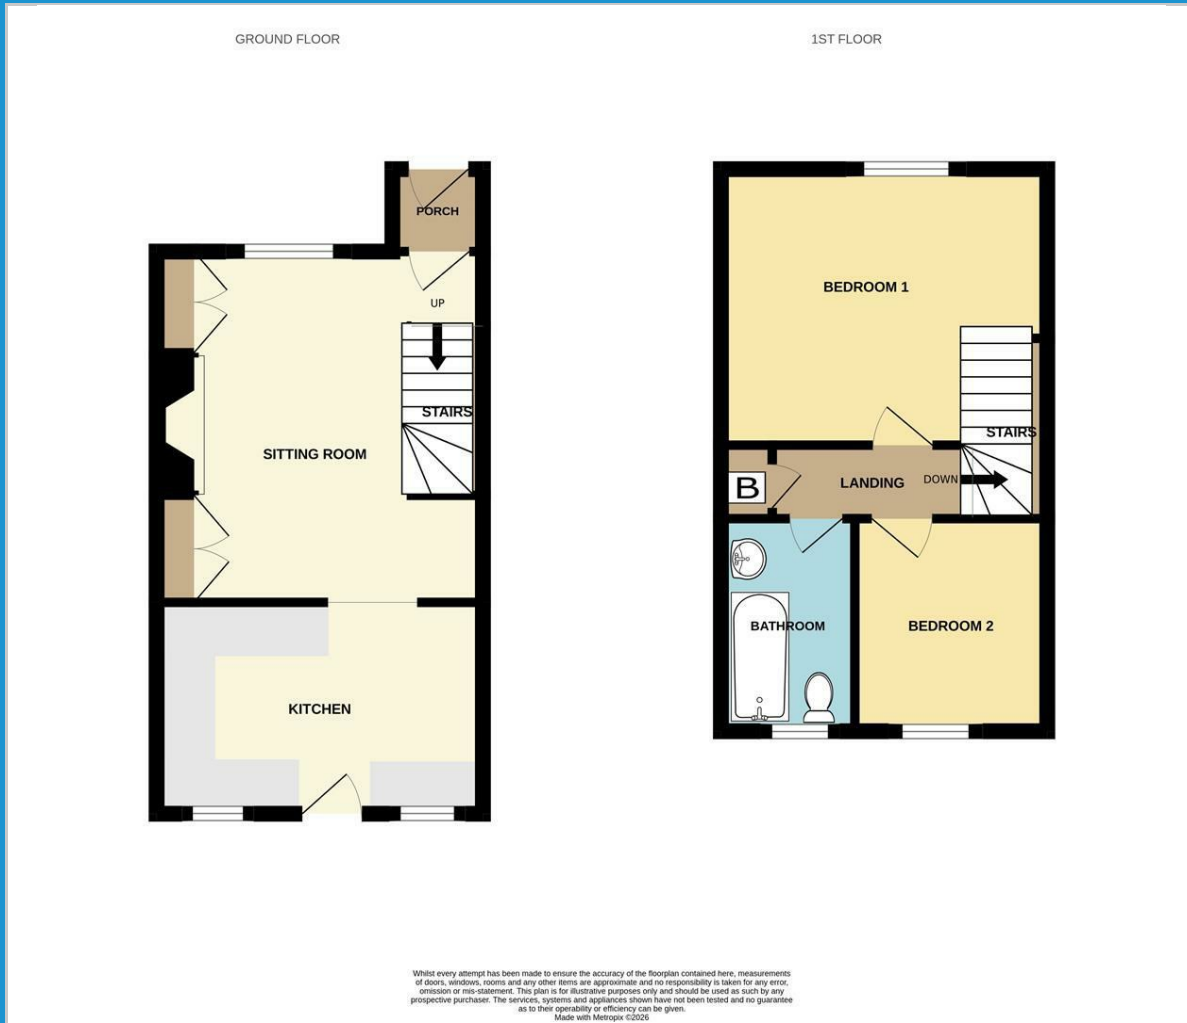 GROUND FLOOR
1ST FLOOR
PORCH
UP
STAIRS
SITTING ROOM
KITCHEN
BEDROOM 1
STAIRS
LANDING
DOWN
B
BATHROOM
BEDROOM 2
Whilst every attempt has been made to ensure the accuracy of the floorplan contained here, measurements
of doors, windows, rooms and any other items are approximate and no responsibility is taken for any error,
omission or mis-statement. This plan is for illustrative purposes only and should be used as such by any
prospective purchaser. The services, systems and appliances shown have not been tested and no guarantee
as to their operability or efficiency can be given.
Made with Metropix ©2026